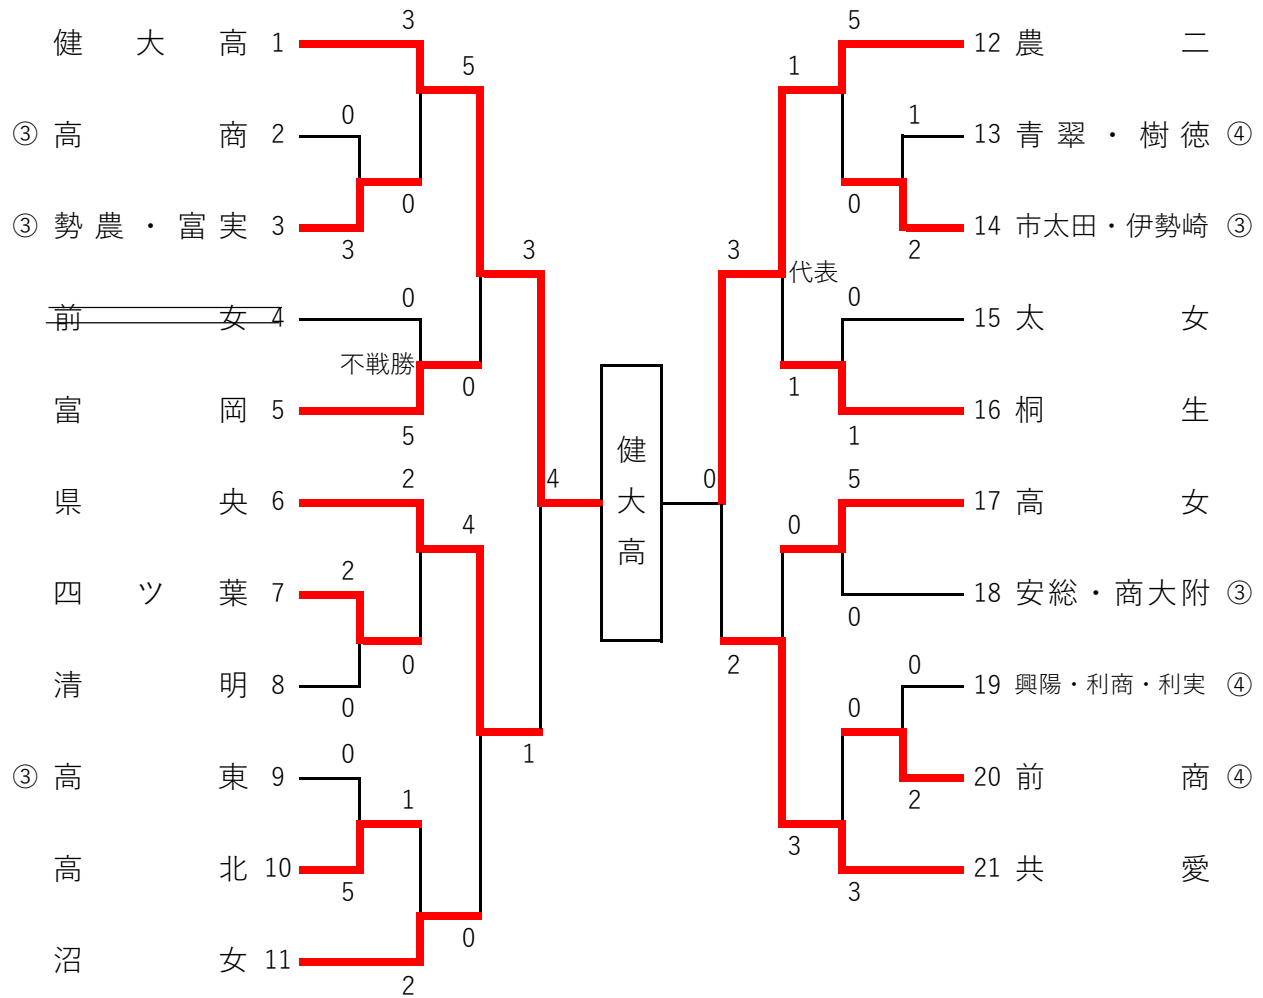 3
健大高 1
5
③ 高商 2
0
0
③ 勢農・富実 3
3
3
前女 4
0
不戦勝
0
富岡 5
5
県央 6
2
4
4
四ツ葉 7
2
0
清明 8
0
1
③ 高東 9
0
1
高北 10
5
0
沼女 11
2
健大高
5
12 農二
1
1
13 青翠・樹徳 ④
0
14 市太田・伊勢崎 ③
2
3
代表
0
15 太女
1
16 桐生
1
0
5
17 高女
0
18 安総・商大附 ③
0
2
0
19 興陽・利商・利実 ④
0
20 前商 ④
2
3
21 共愛
3